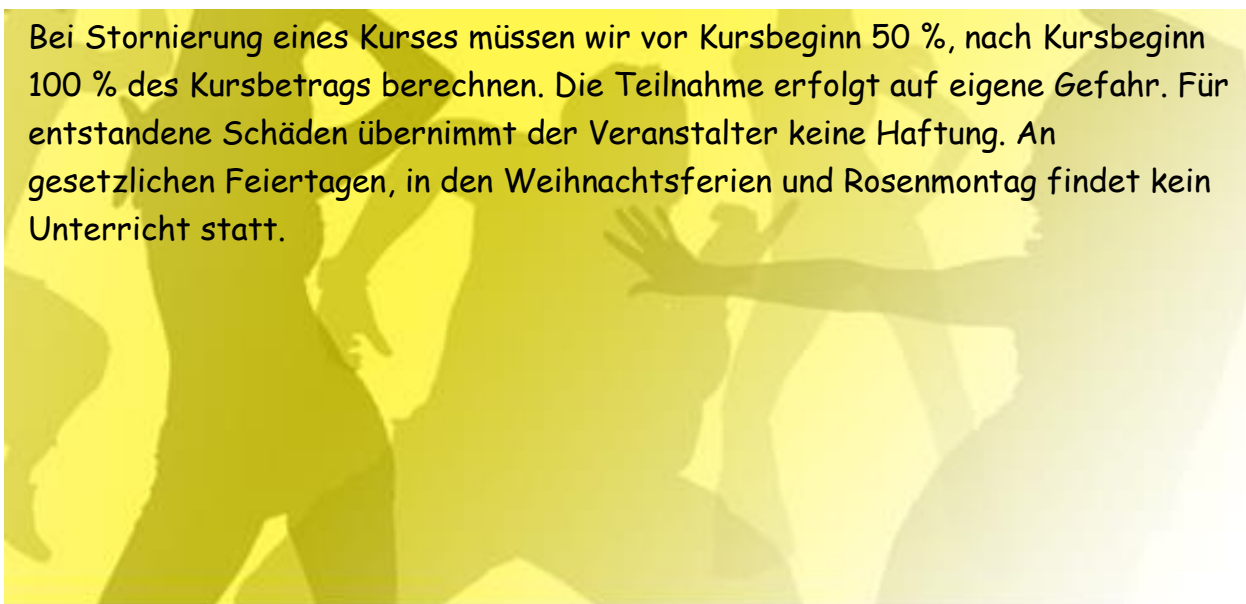 Bei Stornierung eines Kurses müssen wir vor Kursbeginn 50 %, nach Kursbeginn
100 % des Kursbetrags berechnen. Die Teilnahme erfolgt auf eigene Gefahr. Für
entstandene Schäden übernimmt der Veranstalter keine Haftung. An
gesetzlichen Feiertagen, in den Weihnachtsferien und Rosenmontag findet kein
Unterricht statt.